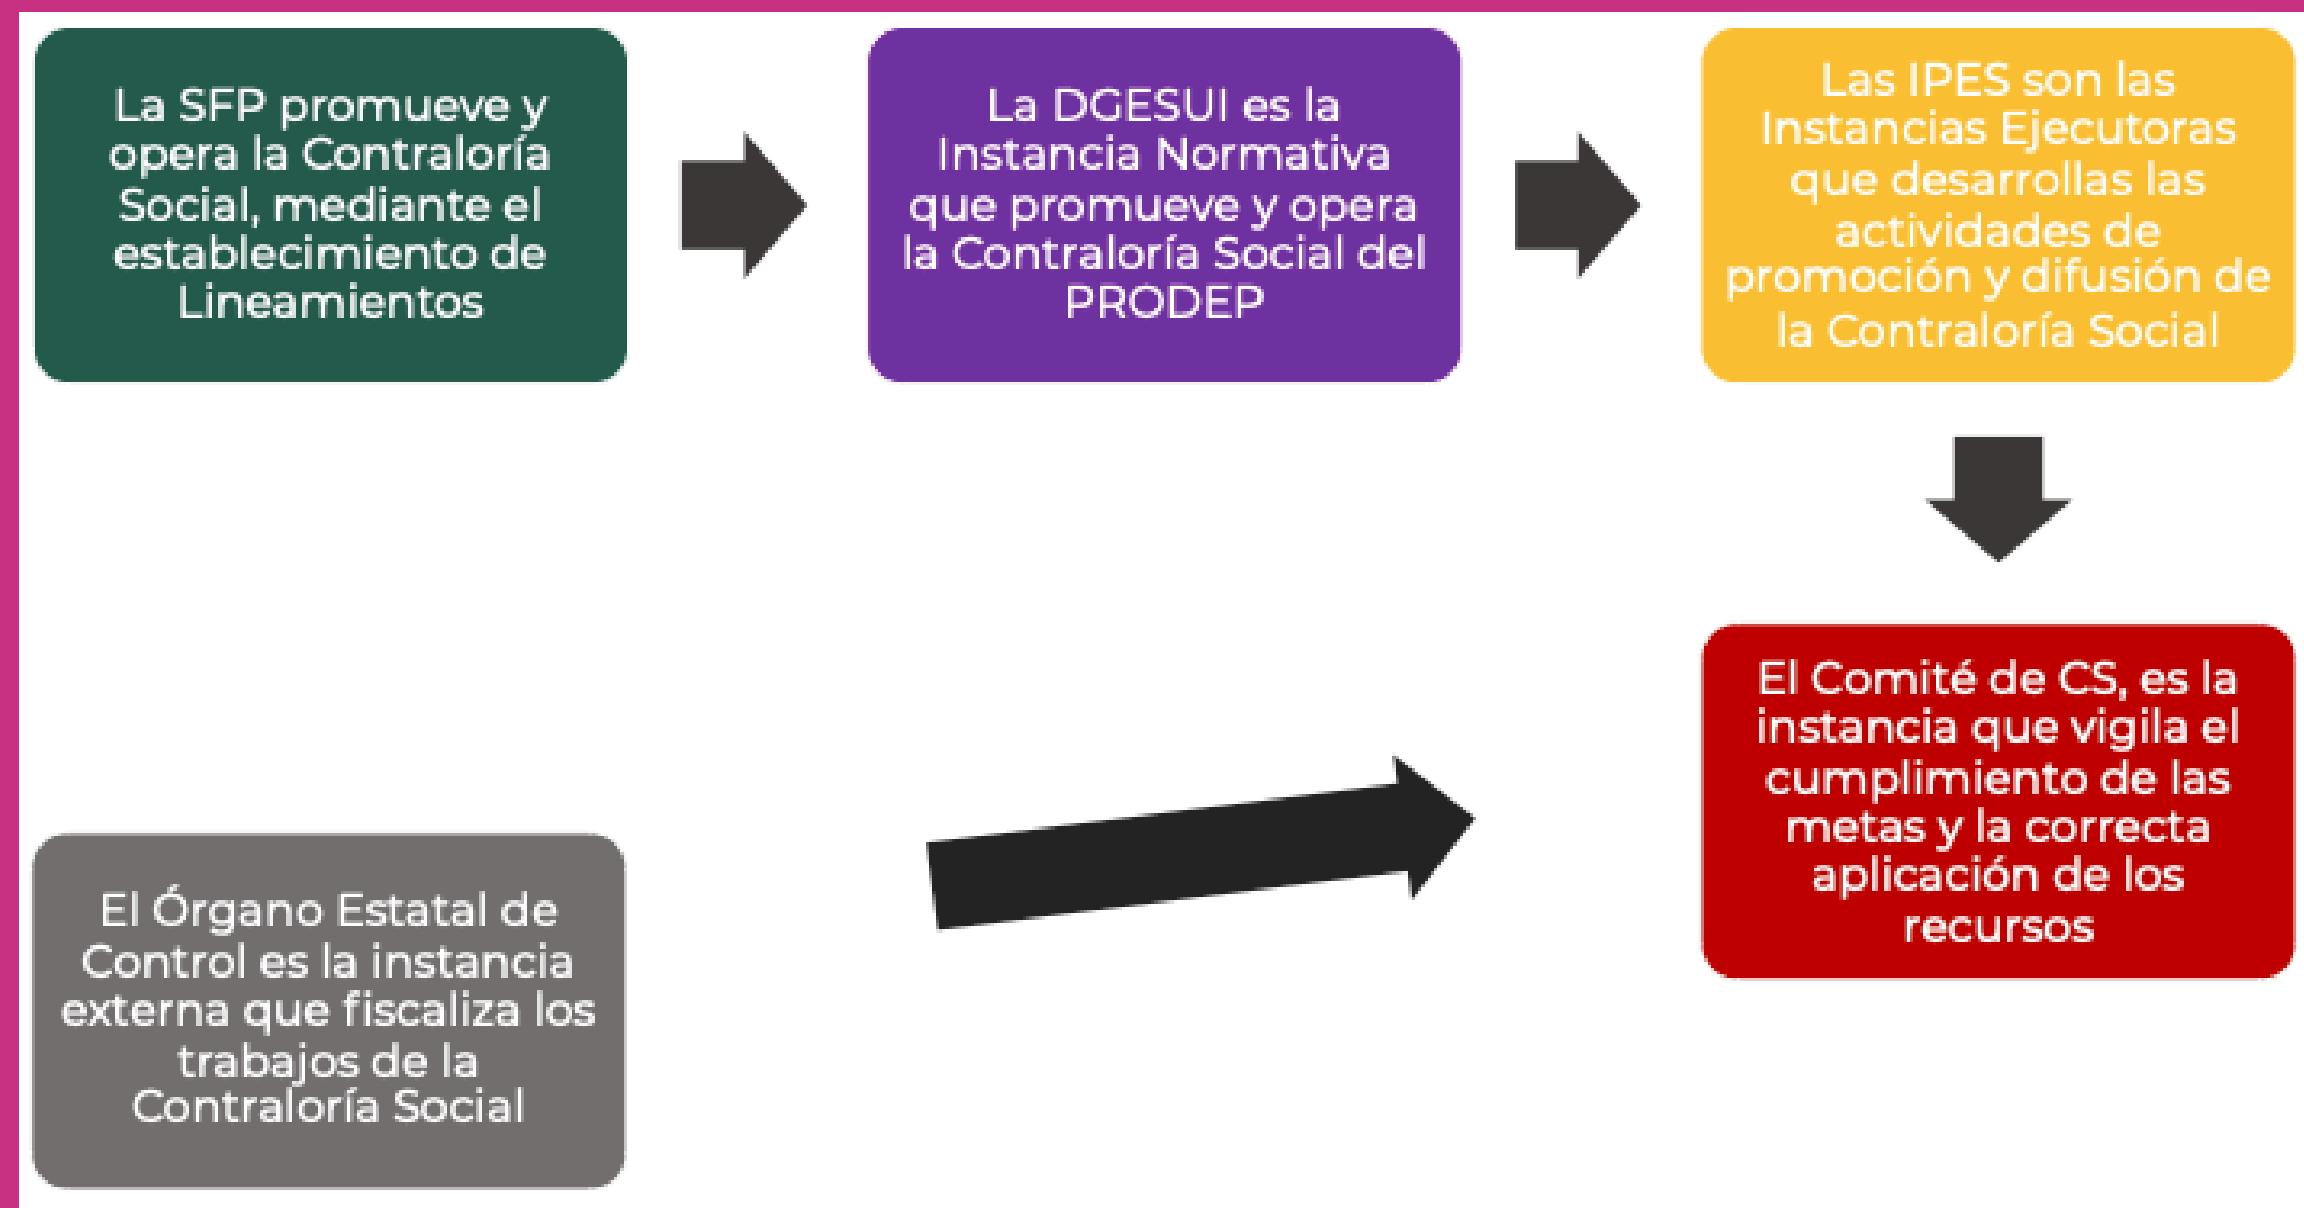 La SFP promueve y
opera la Contraloría
Social, mediante el
establecimiento de
Lineamientos
La DGESUI es la
Instancia Normativa
que promueve y opera
la Contraloría Social del
PRODEP
Las IPES son las
Instancias Ejecutoras
que desarrollas las
actividades de
promoción y difusión de
la Contraloría Social
El Comité de CS, es la
instancia que vigila el
cumplimiento de las
metas y la correcta
aplicación de los
recursos
El Órgano Estatal de
Control es la instancia
externa que fiscaliza los
trabajos de la
Contraloría Social